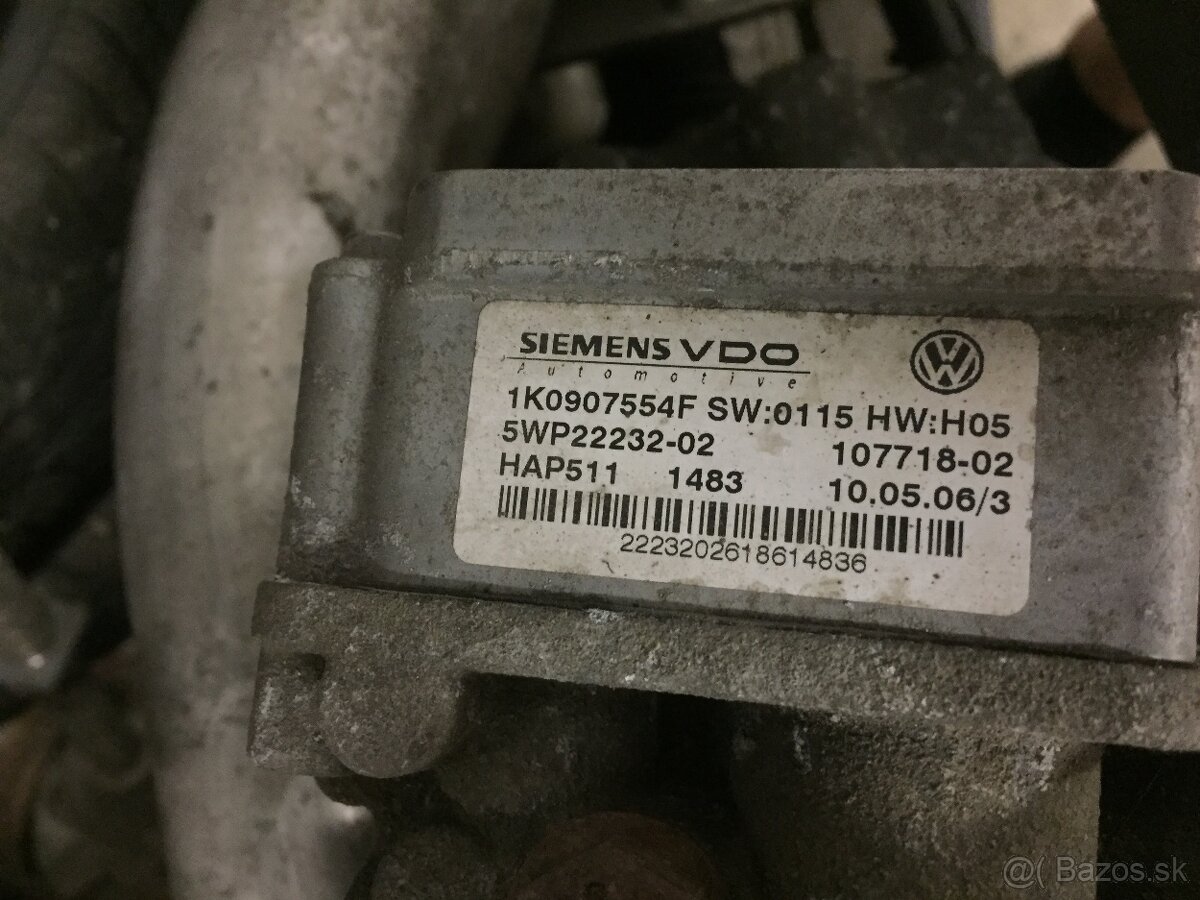 SIEMENS VDO
Automotive
1K0907554F SW:0115 HW:H05
5WP22232-02 107718-02
HAP511 1483 10.05.06/3
2223202618614836
@( Bazos.sk